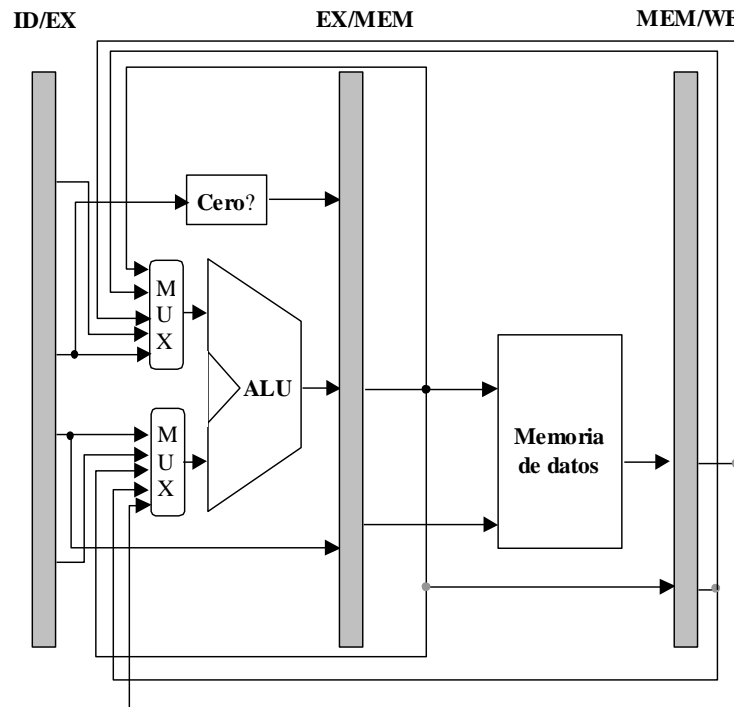 ID/EX
EX/MEM
MEM/WB
Cero?
M
U
X
ALU
M
U
X
Memoria
de datos